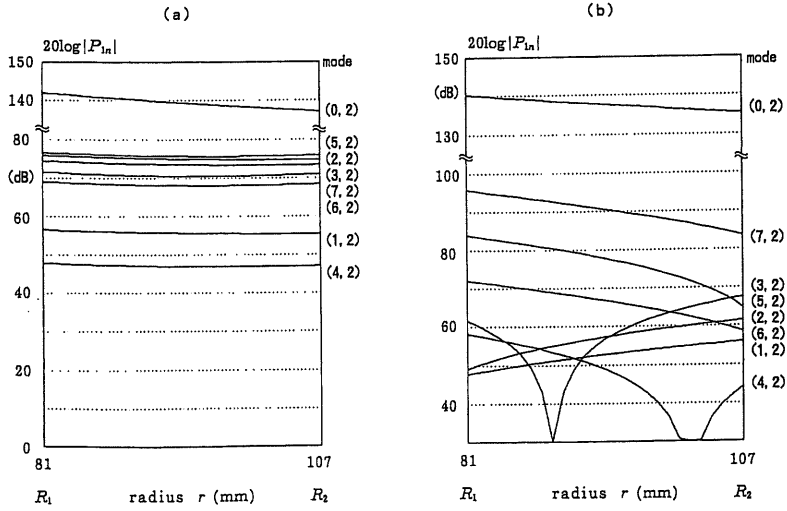 (a)
20log|P₁ₙ|
150
mode
140
(0, 2)
80
(5, 2)
(2, 2)
(dB)
(3, 2)
(7, 2)
60
(6, 2)
(1, 2)
(4, 2)
40
20
0
81
107
R₁
radius r (mm)
R₂
(b)
20log|P₁ₙ|
150
mode
(dB)
(0, 2)
130
100
(7, 2)
80
(3, 2)
(5, 2)
(2, 2)
60
(6, 2)
(1, 2)
(4, 2)
40
81
107
R₁
radius r (mm)
R₂